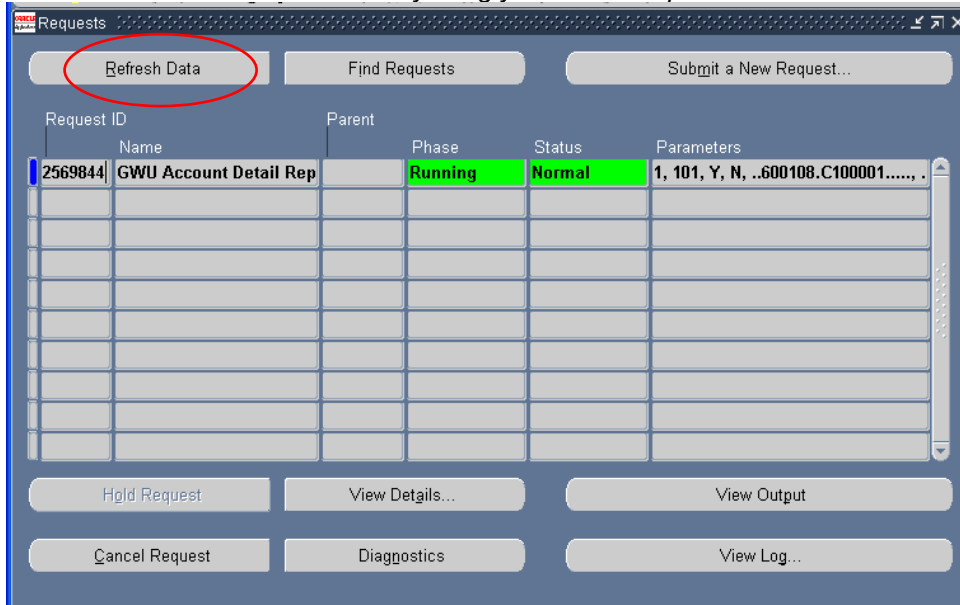 Requests
Refresh Data
Find Requests
Submit a New Request...
Request ID
Parent
Name
Phase
Status
Parameters
2569844 GWU Account Detail Rep Running Normal 1, 101, Y, N, ..600108.C100001....., .
Hold Request
View Details...
View Output
Cancel Request
Diagnostics
View Log...